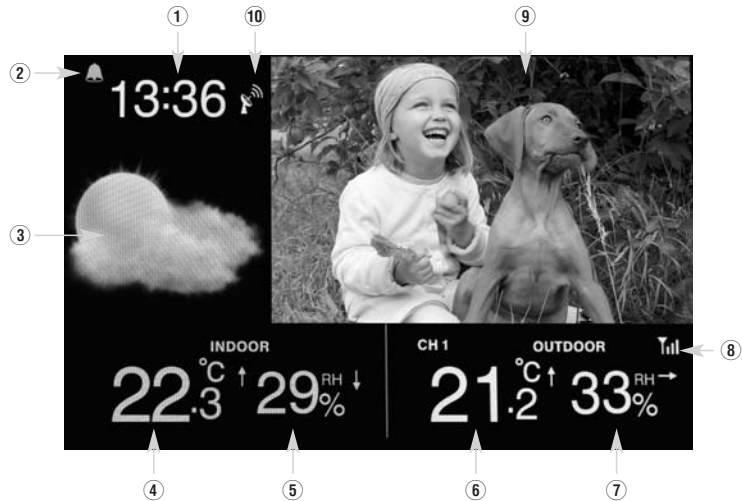 ① ⑩ ⑨
②
13:36
③
INDOOR CH 1 OUTDOOR
⑧
22.3 °C ↑ 29 RH % ↓ 21.2 °C ↑ 33 RH % →
④ ⑤ ⑥ ⑦